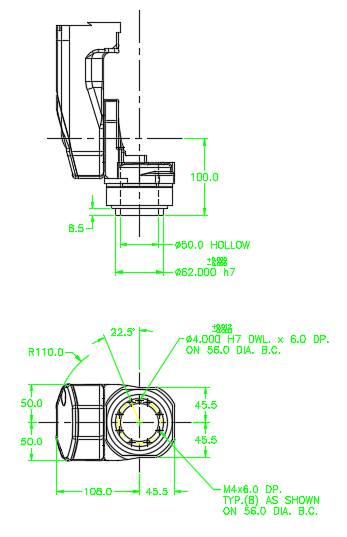 100.0
6.5
ø50.0 HOLLOW
ø62.000 h7
22.5°
ø4.000 H7 DWL. x 6.0 DP.
ON 56.0 DIA. B.C.
R110.0
50.0
45.5
50.0
45.5
M4x6.0 DP.
TYP.(8) AS SHOWN
ON 56.0 DIA. B.C.
108.0
45.5